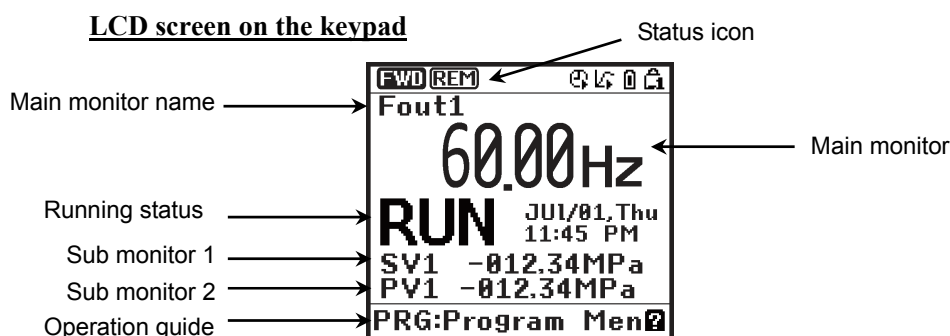 LCD screen on the keypad
Status icon
FWD REM
Main monitor name
Fout1
60.00Hz
Main monitor
Running status
RUN
JUl/01,Thu
11:45 PM
Sub monitor 1
SV1 -012.34MPa
Sub monitor 2
PV1 -012.34MPa
Operation guide
PRG:Program Men?